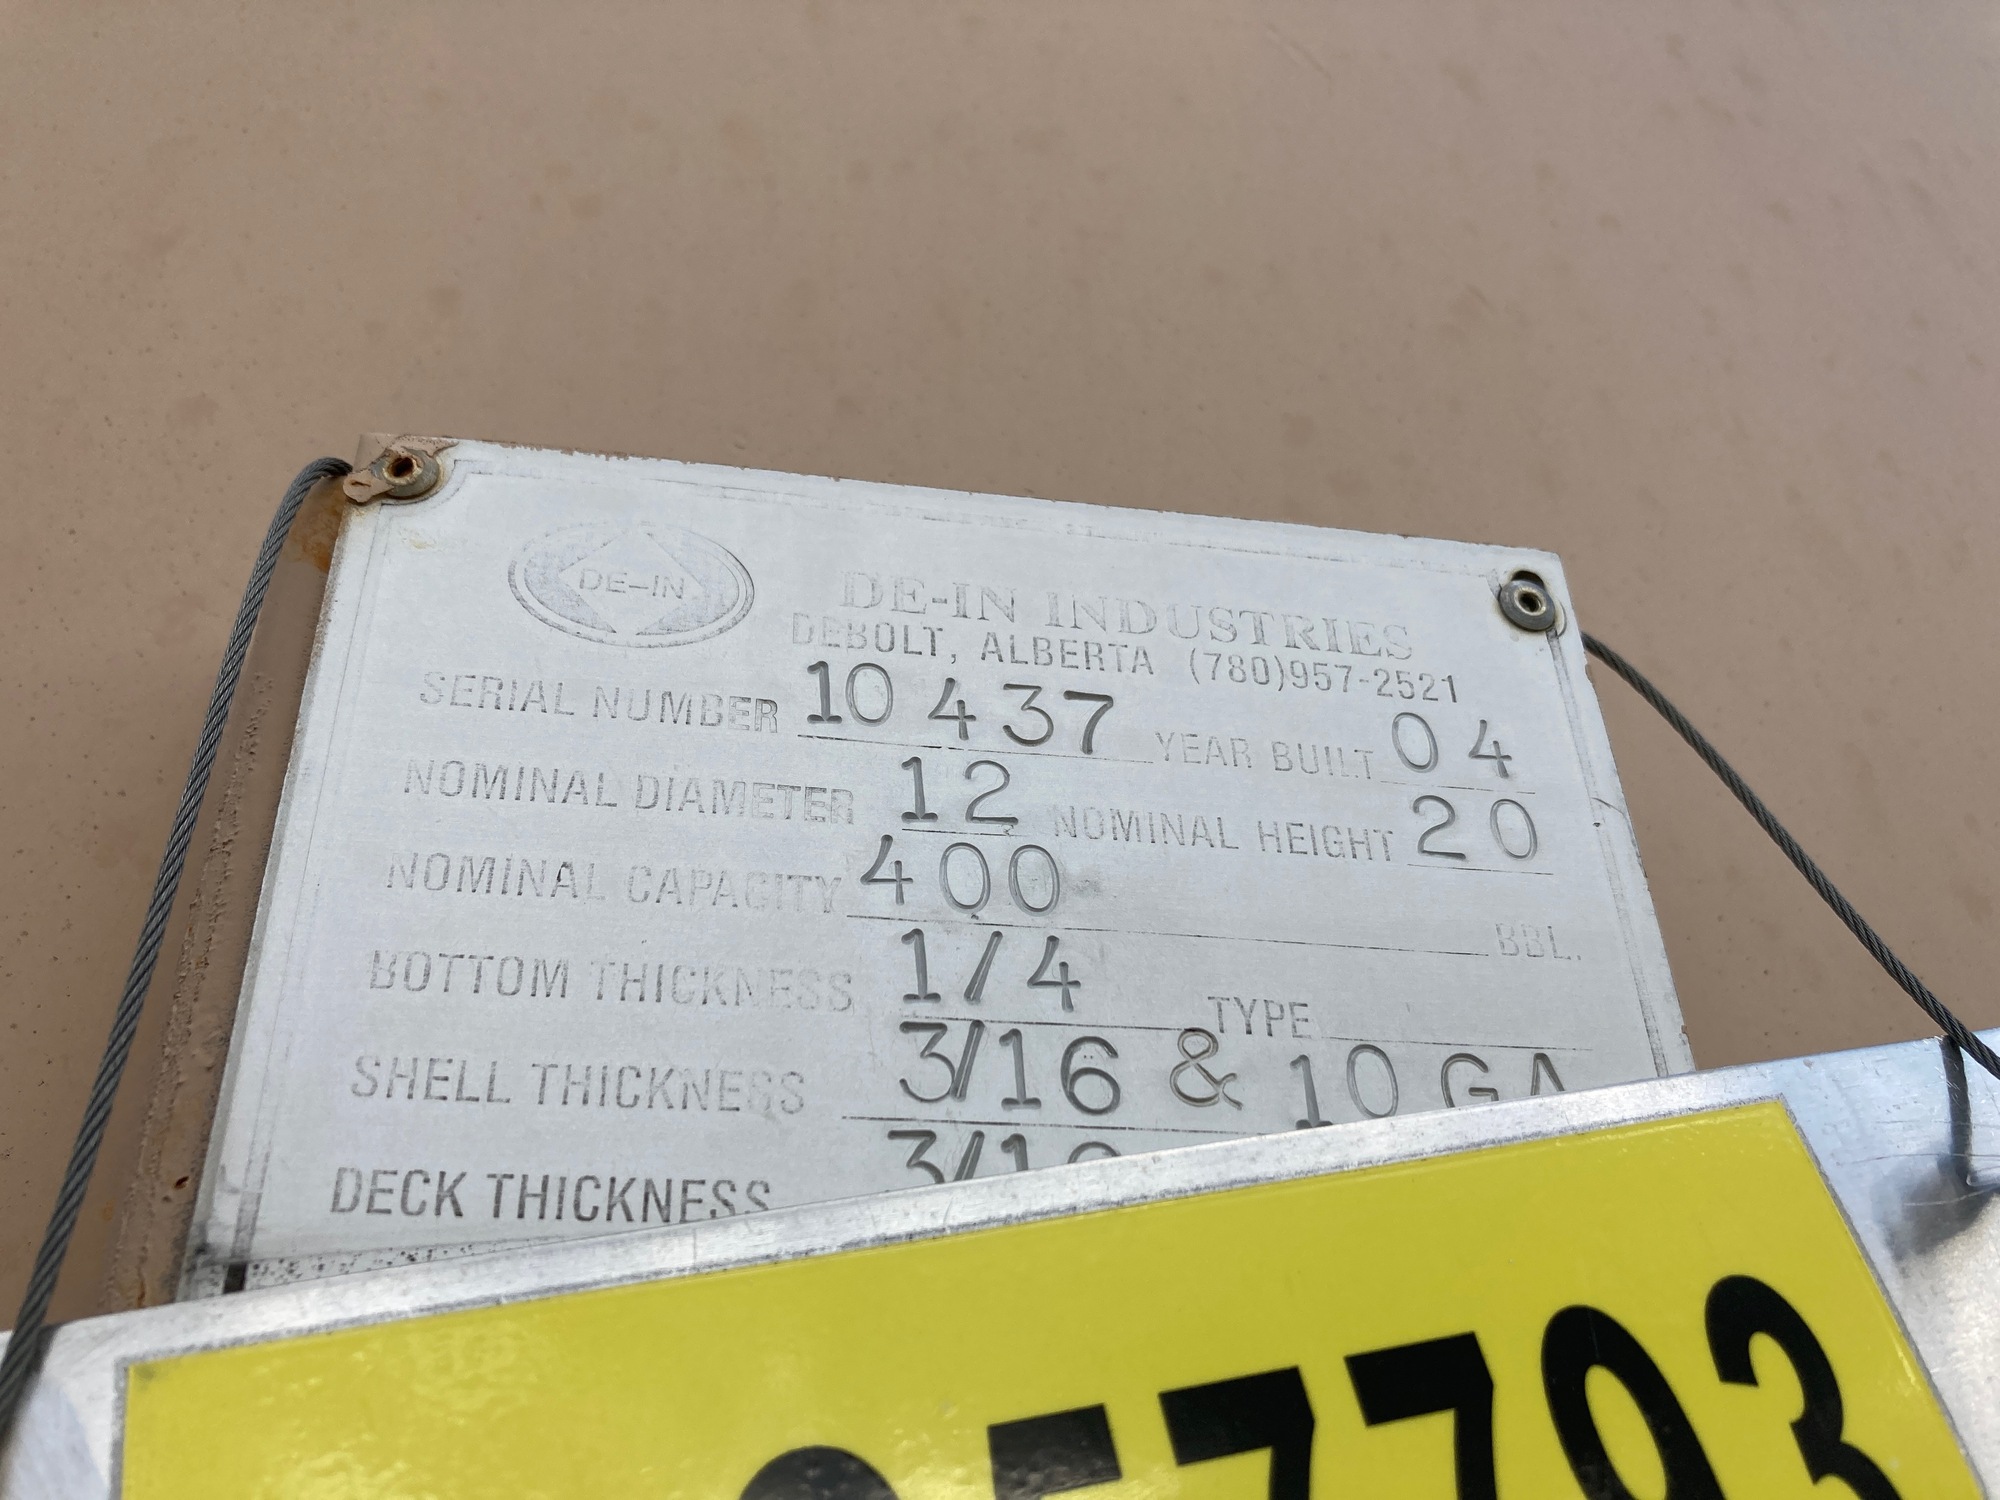 DE-IN
DE-IN INDUSTRIES
DEBOLT, ALBERTA (780)957-2521
SERIAL NUMBER 10437 YEAR BUILT 04
NOMINAL DIAMETER 12 NOMINAL HEIGHT 20
NOMINAL CAPACITY 400 BBL.
BOTTOM THICKNESS 1/4 TYPE
SHELL THICKNESS 3/16 & 10 GA
DECK THICKNESS